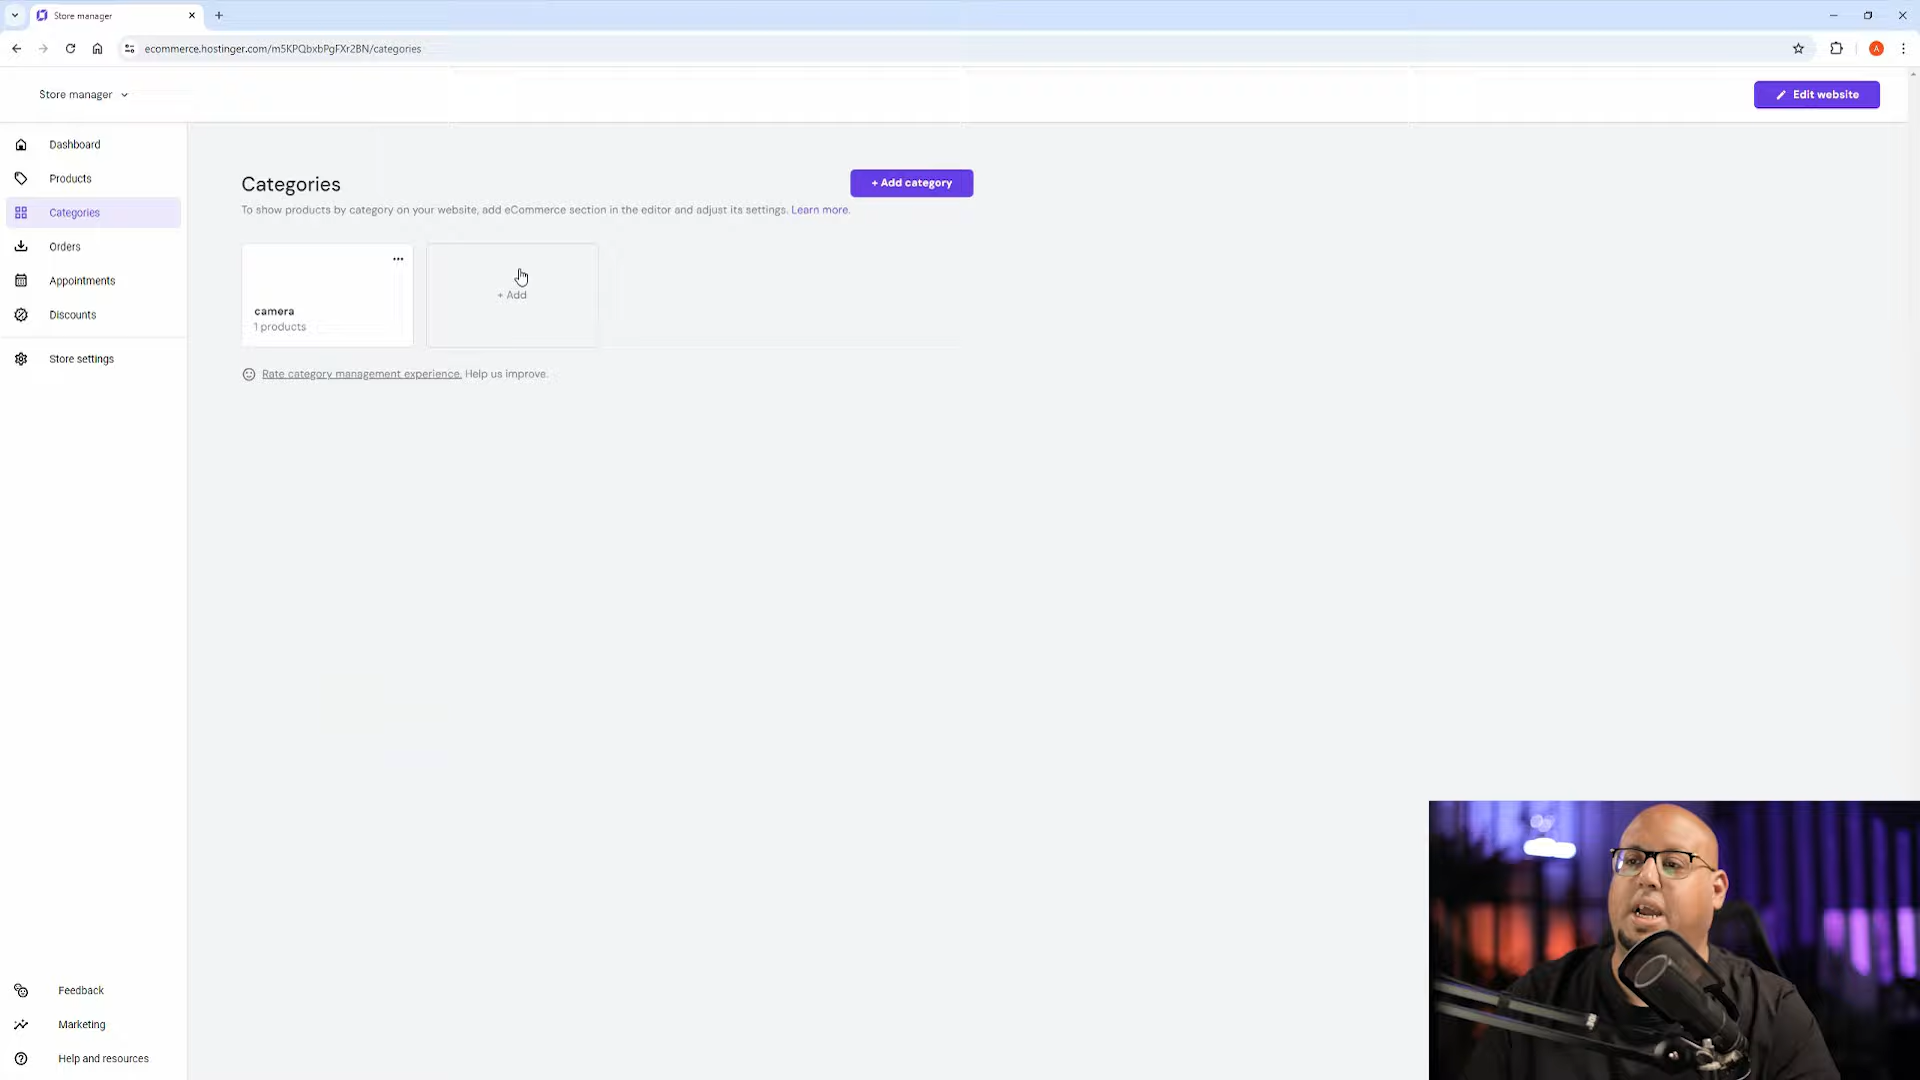 Store manager
ecommerce.hostinger.com/m5KPQbxbPgFXr2BN/categories
A
Store manager
Edit website
Dashboard
Products
Categories
Orders
Appointments
Discounts
Store settings
Categories
+ Add category
To show products by category on your website, add eCommerce section in the editor and adjust its settings. Learn more.
camera
1 products
+ Add
Rate category management experience. Help us improve.
Feedback
Marketing
Help and resources